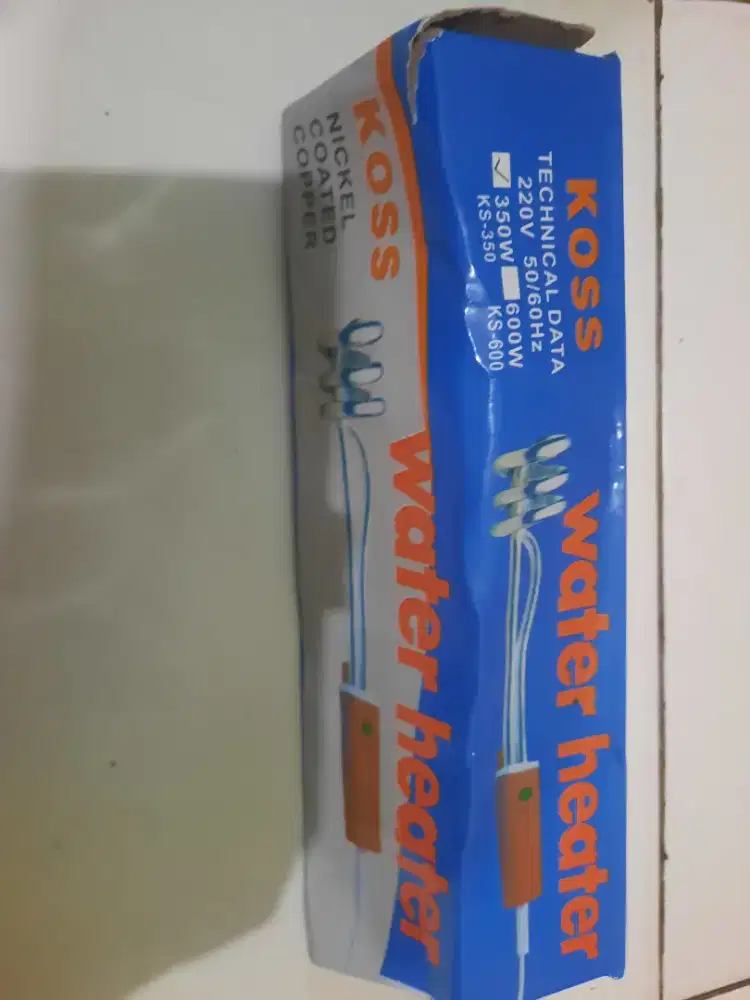 KOSS
TECHNICAL DATA
220V 50/60Hz
350W 600W
KS-350 KS-600
water heater
KOSS
NICKEL
COATED
COPPER
water heater